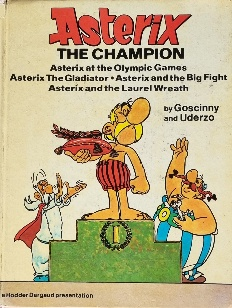 Asterix
THE CHAMPION
Asterix at the Olympic Games
Asterix The Gladiator • Asterix and the Big Fight
Asterix and the Laurel Wreath
by Goscinny
and Uderzo
1
a Hodder Dargaud presentation